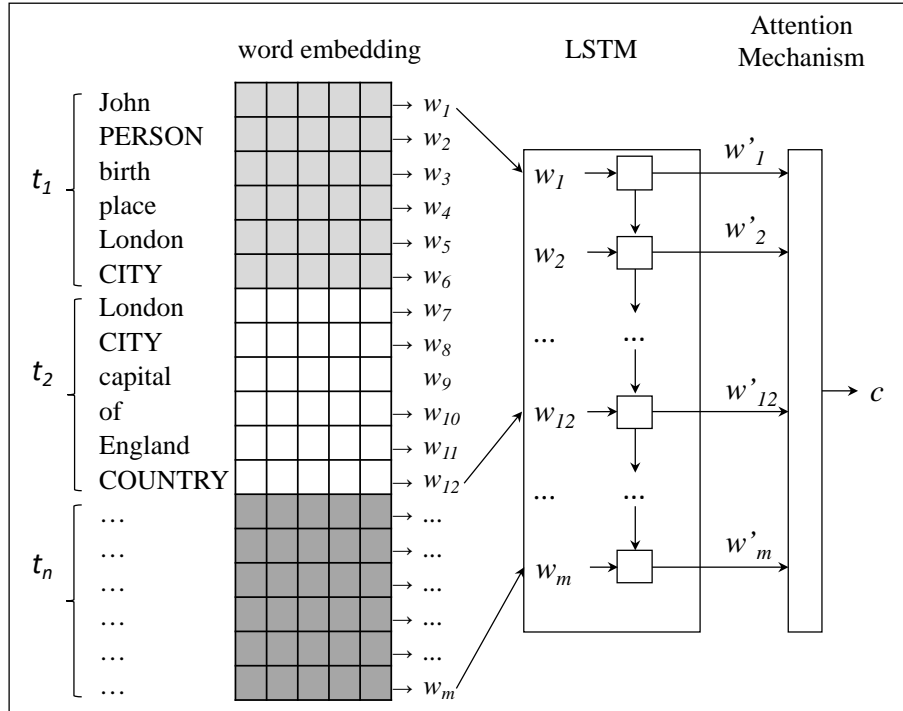 word embedding
LSTM
Attention
Mechanism
t1
John → w1
PERSON → w2
birth → w3
place → w4
London → w5
CITY → w6
t2
London → w7
CITY → w8
capital w9
of → w10
England → w11
COUNTRY → w12
tn
… → ...
… → ...
… → ...
… → ...
… → ...
… → wm
w1
w2
... ...
w12
... ...
wm
w’1
w’2
w’12
w’m
c